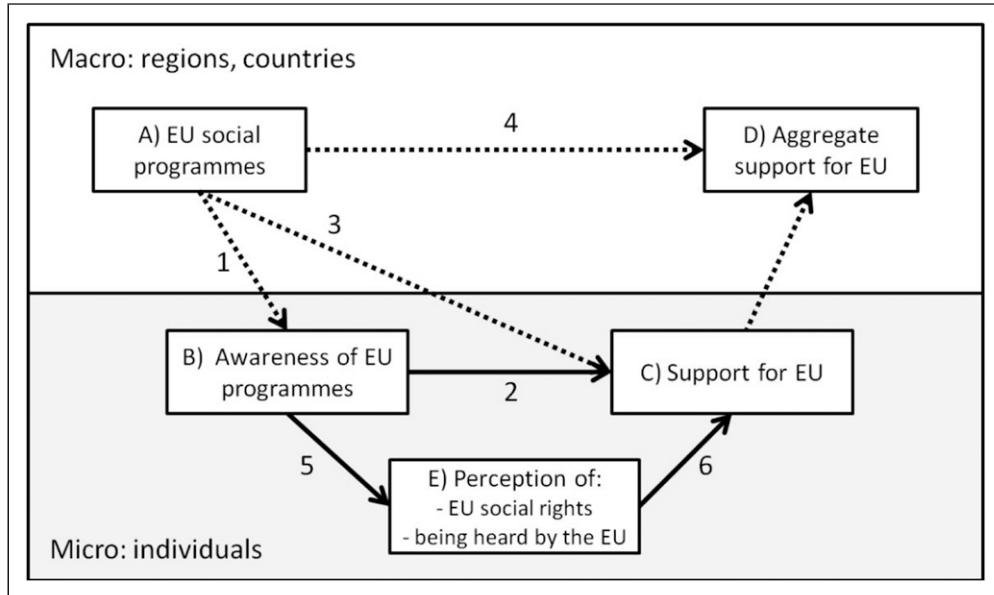 Macro: regions, countries
A) EU social
programmes
4
D) Aggregate
support for EU
3
1
B) Awareness of EU
programmes
2
C) Support for EU
5
6
E) Perception of:
- EU social rights
- being heard by the EU
Micro: individuals